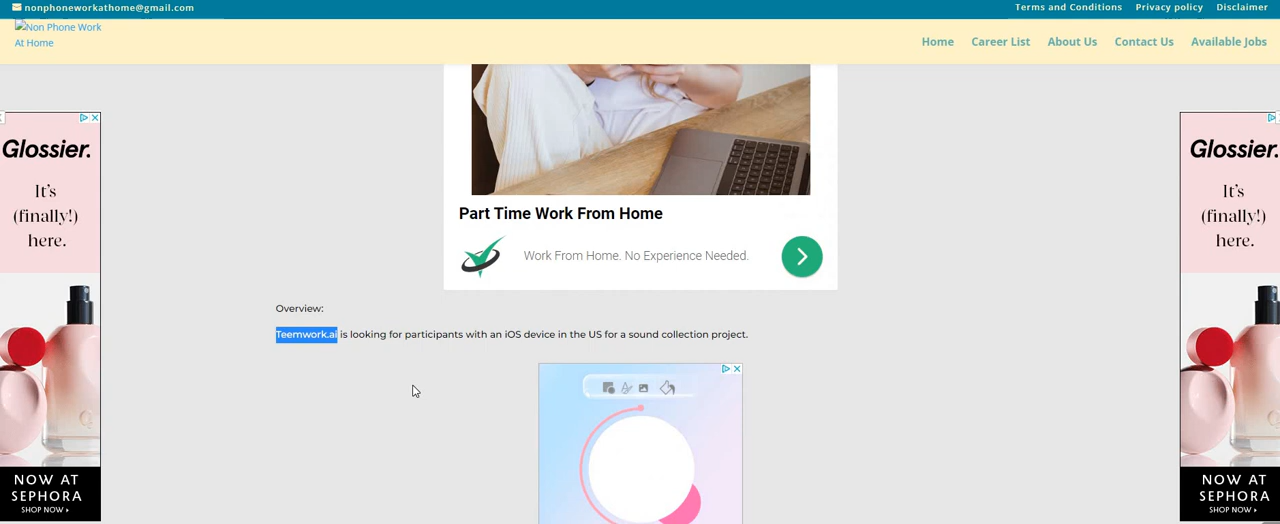 nonphoneworkathome@gmail.com
Terms and Conditions Privacy policy Disclaimer
Non Phone Work
At Home
Home Career List About Us Contact Us Available Jobs
Glossier.
It's
(finally!)
here.
NOW AT
SEPHORA
SHOP NOW
Part Time Work From Home
Work From Home. No Experience Needed.
Overview:
Teemwork.ai is looking for participants with an iOS device in the US for a sound collection project.
Glossier.
It's
(finally!)
here.
NOW AT
SEPHORA
SHOP NOW